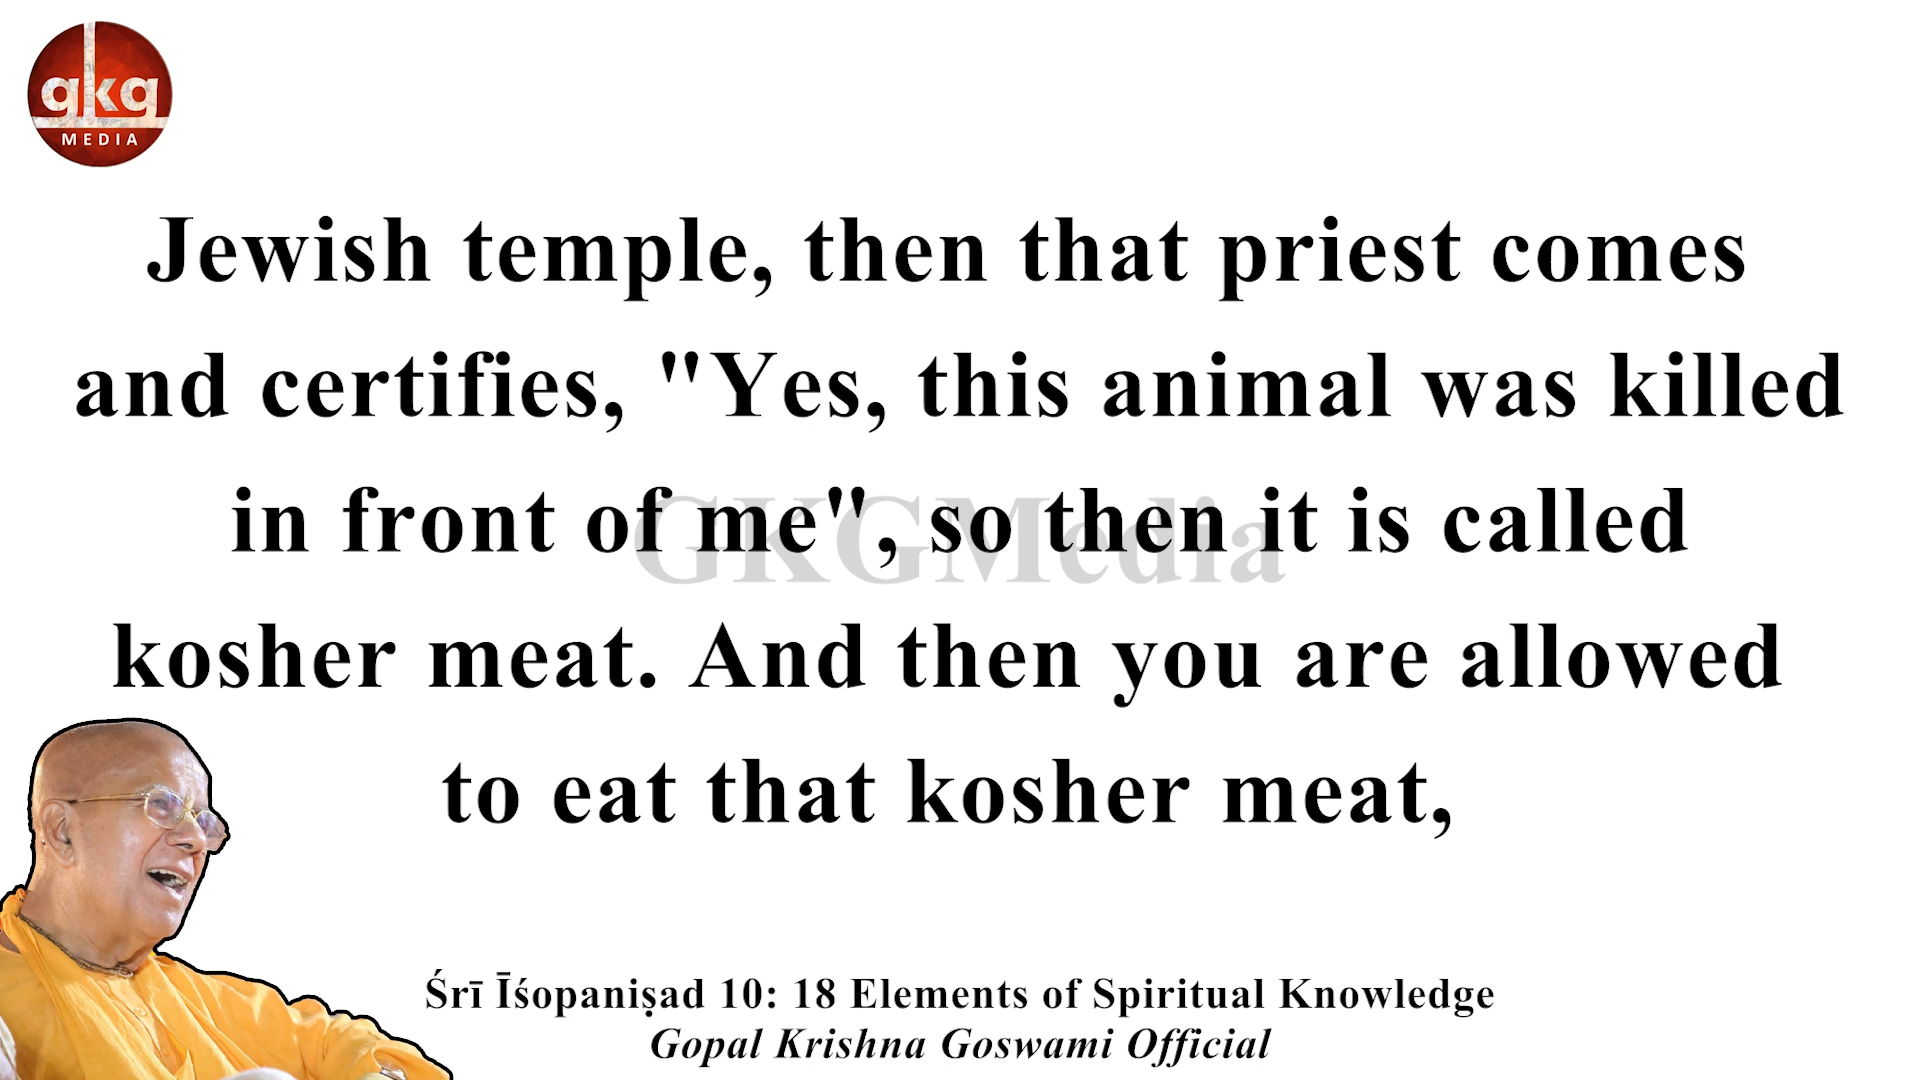 gkg
MEDIA
Jewish temple, then that priest comes
and certifies, "Yes, this animal was killed
in front of me", so then it is called
GKGMedia
kosher meat. And then you are allowed
to eat that kosher meat,
Śrī Īśopaniṣad 10: 18 Elements of Spiritual Knowledge
Gopal Krishna Goswami Official